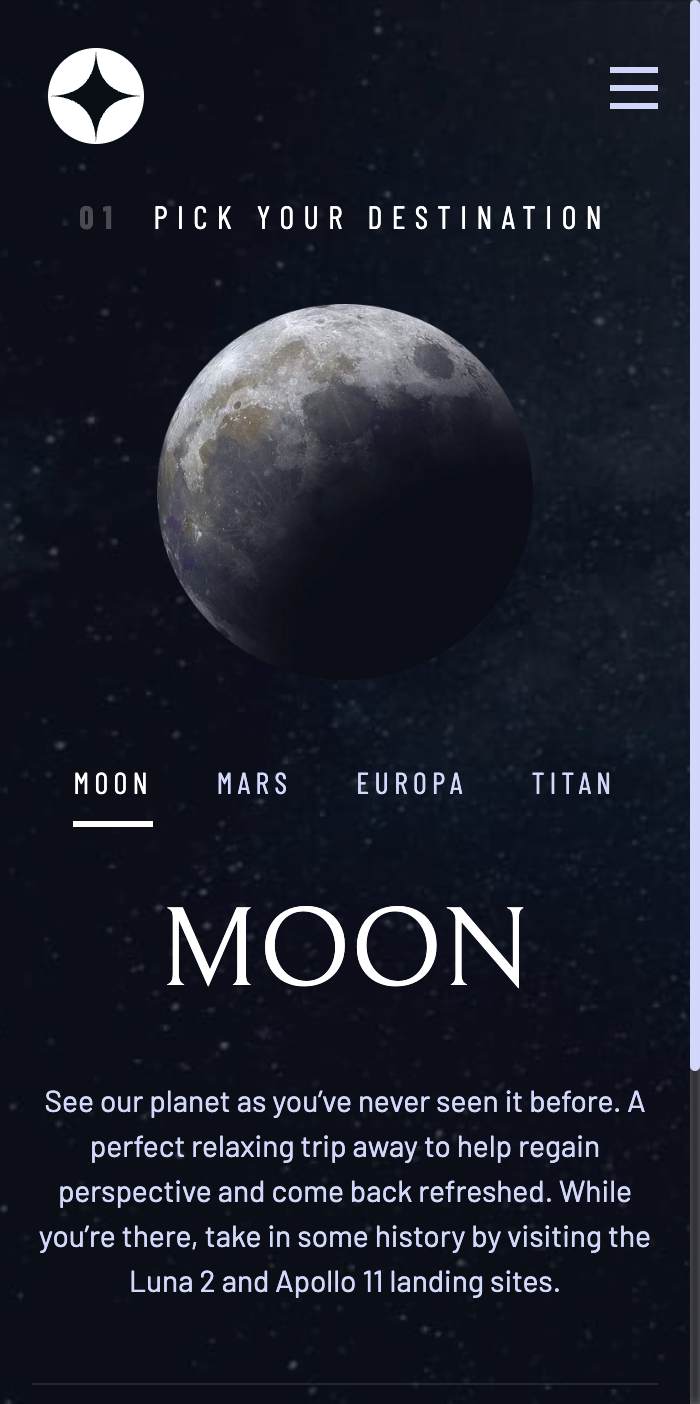 01 PICK YOUR DESTINATION
MOON MARS EUROPA TITAN
MOON
See our planet as you’ve never seen it before. A
perfect relaxing trip away to help regain
perspective and come back refreshed. While
you’re there, take in some history by visiting the
Luna 2 and Apollo 11 landing sites.